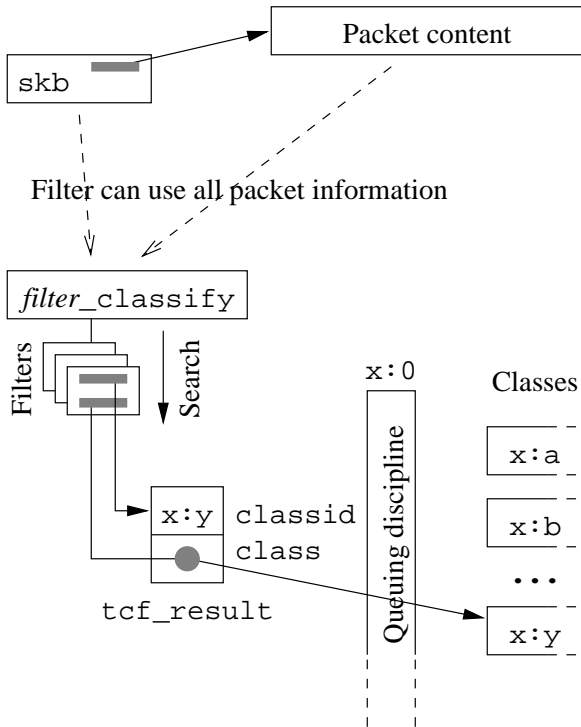 Packet content
skb
Filter can use all packet information
filter_classify
Filters
Search
x:0
Classes
Queuing discipline
x:a
x:b
x:y
classid
class
...
tcf_result
x:y